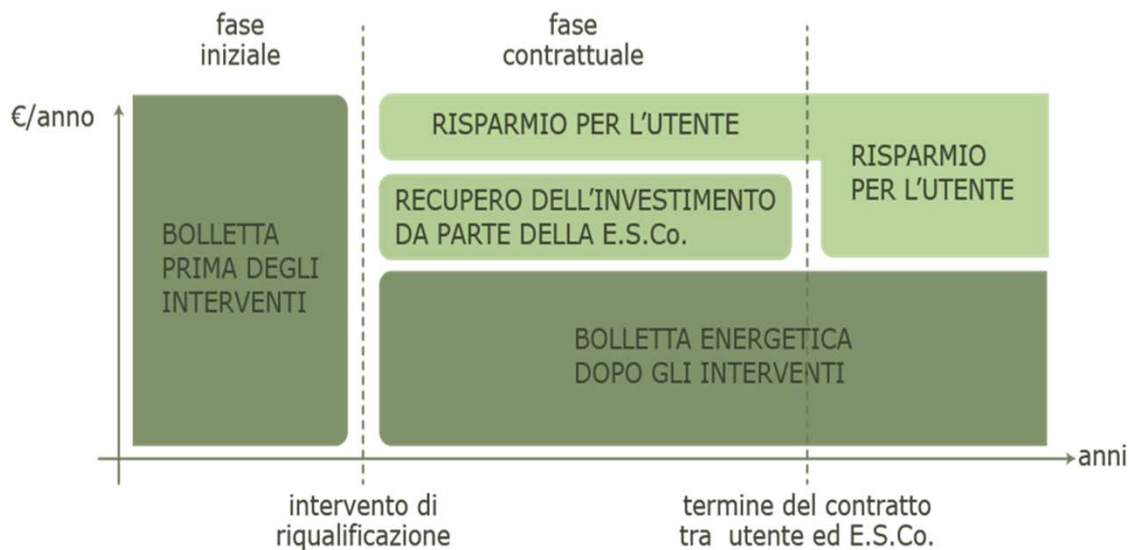 fase
iniziale
fase
contrattuale
€/anno
BOLLETTA
PRIMA DEGLI
INTERVENTI
RISPARMIO PER L'UTENTE
RECUPERO DELL'INVESTIMENTO
DA PARTE DELLA E.S.Co.
RISPARMIO
PER L'UTENTE
BOLLETTA ENERGETICA
DOPO GLI INTERVENTI
anni
intervento di
riqualificazione
termine del contratto
tra utente ed E.S.Co.